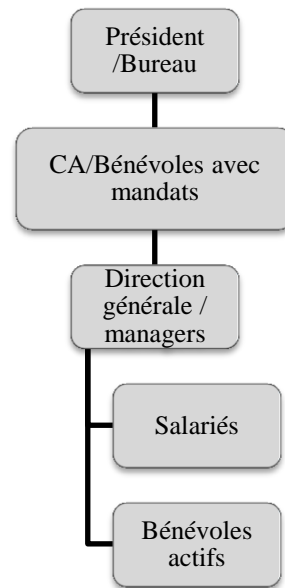 Président
/Bureau
CA/Bénévoles avec
mandats
Direction
générale /
managers
Salariés
Bénévoles
actifs